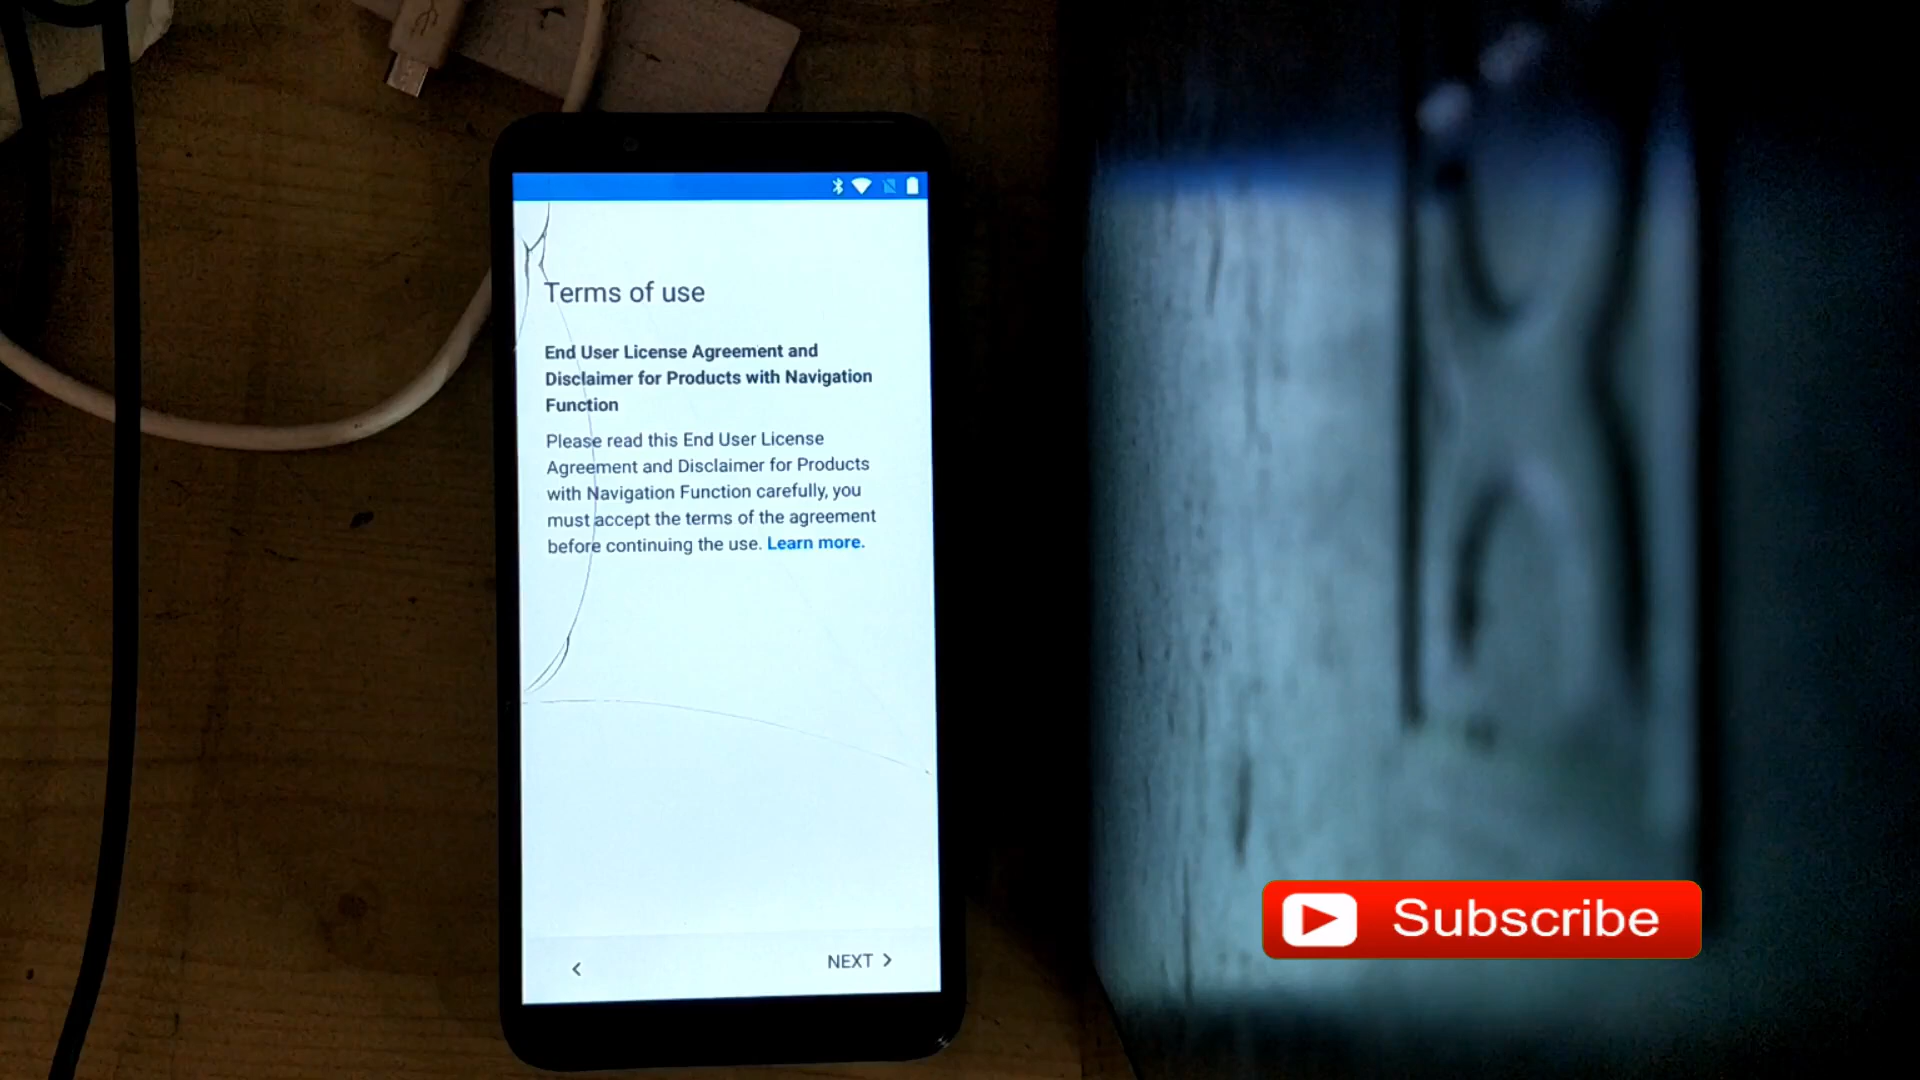 Terms of use
End User License Agreement and
Disclaimer for Products with Navigation
Function
Please read this End User License
Agreement and Disclaimer for Products
with Navigation Function carefully, you
must accept the terms of the agreement
before continuing the use. Learn more.
NEXT
Subscribe